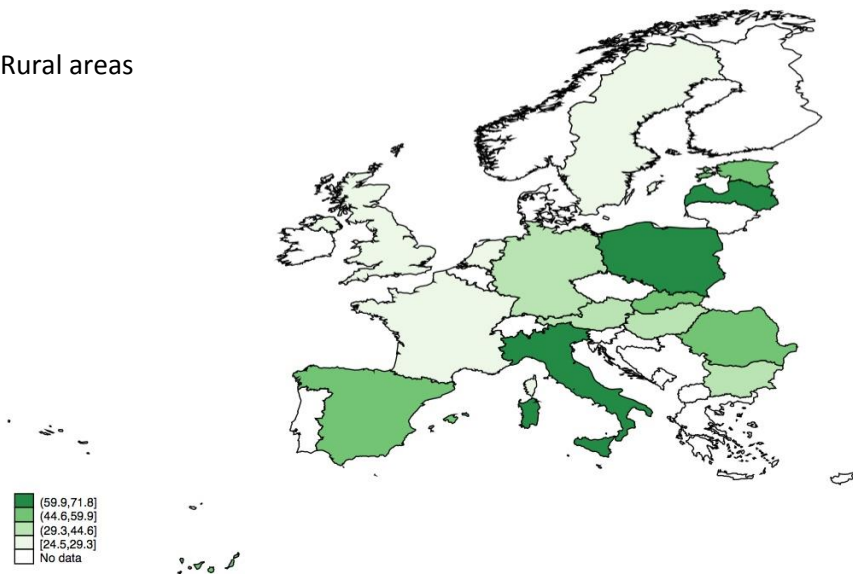 Rural areas
(59.9,71.8]
(44.6,59.9]
(29.3,44.6]
[24.5,29.3]
No data